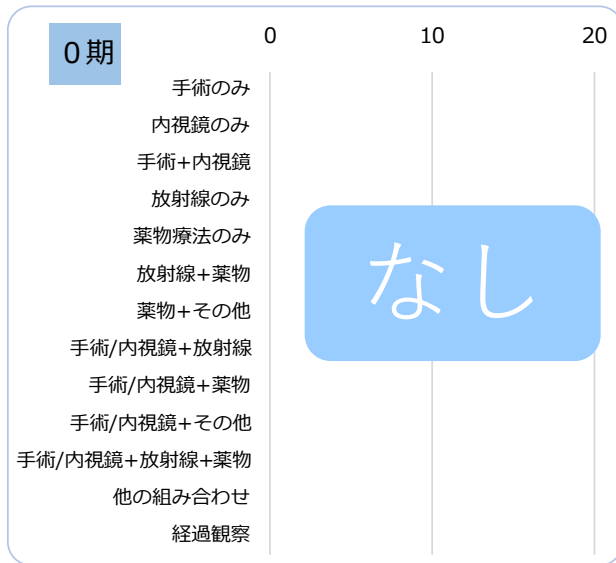 0期
0 10 20
手術のみ
内視鏡のみ
手術+内視鏡
放射線のみ
薬物療法のみ
放射線+薬物
薬物+その他
手術/内視鏡+放射線
手術/内視鏡+薬物
手術/内視鏡+その他
手術/内視鏡+放射線+薬物
他の組み合わせ
経過観察
なし